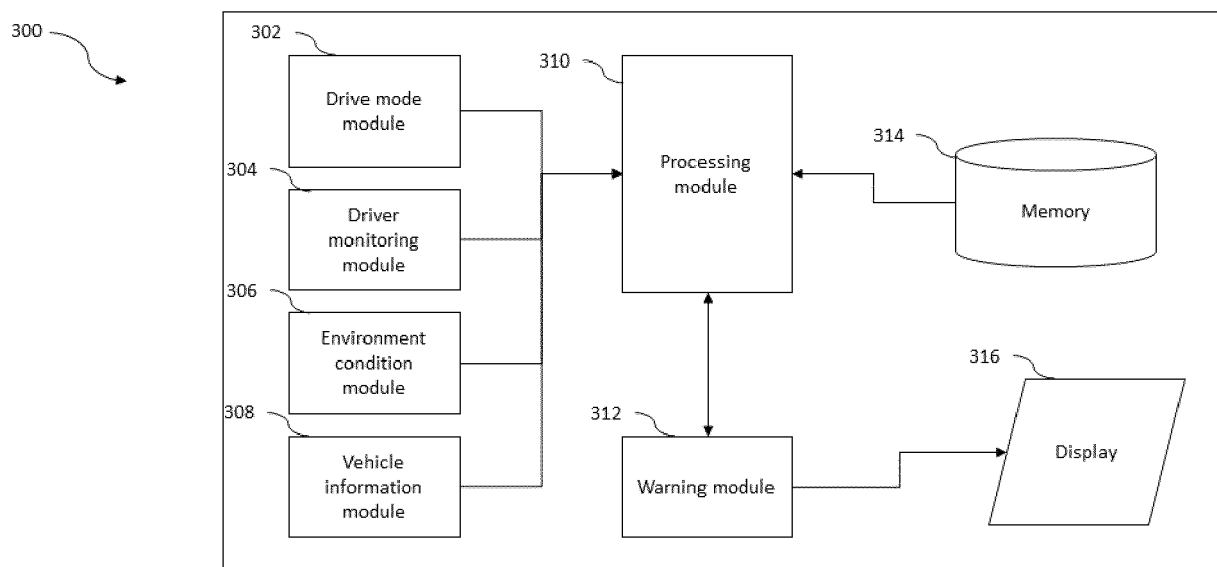 300
302
Drive mode
module
304
Driver
monitoring
module
306
Environment
condition
module
308
Vehicle
information
module
310
Processing
module
312
Warning module
314
Memory
316
Display